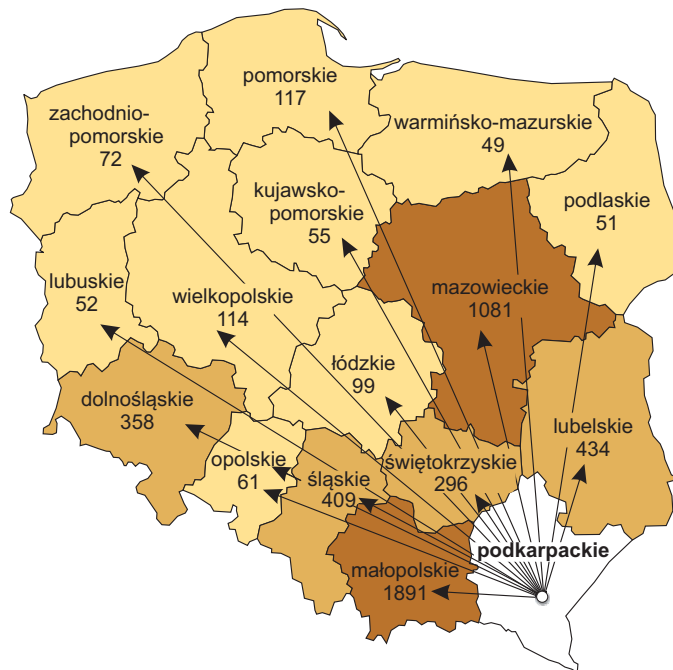 pomorskie
117
zachodnio-
pomorskie
72
warmińsko-mazurskie
49
kujawsko-
pomorskie
55
podlaskie
51
lubuskie
52
wielkopolskie
114
mazowieckie
1081
łódzkie
99
dolnośląskie
358
lubelskie
434
opolskie
61
śląskie
409
świętokrzyskie
296
podkarpackie
małopolskie
1891